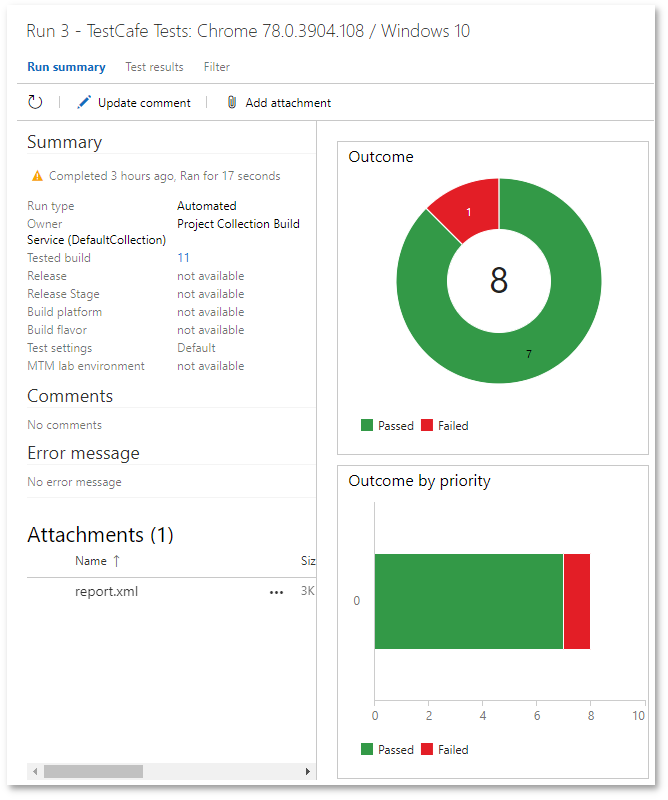 Run 3 - TestCafe Tests: Chrome 78.0.3904.108 / Windows 10
Run summary Test results Filter
Update comment Add attachment
Summary
Completed 3 hours ago, Ran for 17 seconds
Run type Automated
Owner Project Collection Build
Service (DefaultCollection)
Tested build 11
Release not available
Release Stage not available
Build platform not available
Build flavor not available
Test settings Default
MTM lab environment not available
Comments
No comments
Error message
No error message
Attachments (1)
Name ↑ Siz
report.xml ••• 3K
Outcome
1
8
7
Passed Failed
Outcome by priority
0
0 2 4 6 8 10
Passed Failed